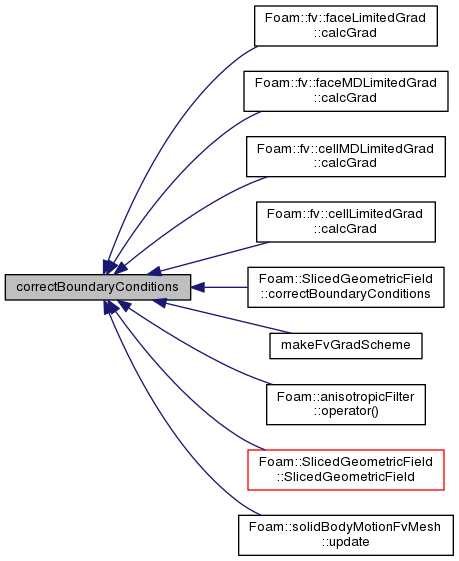 Foam::fv::faceLimitedGrad
::calcGrad
Foam::fv::faceMDLimitedGrad
::calcGrad
Foam::fv::cellMDLimitedGrad
::calcGrad
Foam::fv::cellLimitedGrad
::calcGrad
correctBoundaryConditions
Foam::SlicedGeometricField
::correctBoundaryConditions
makeFvGradScheme
Foam::anisotropicFilter
::operator()
Foam::SlicedGeometricField
::SlicedGeometricField
Foam::solidBodyMotionFvMesh
::update